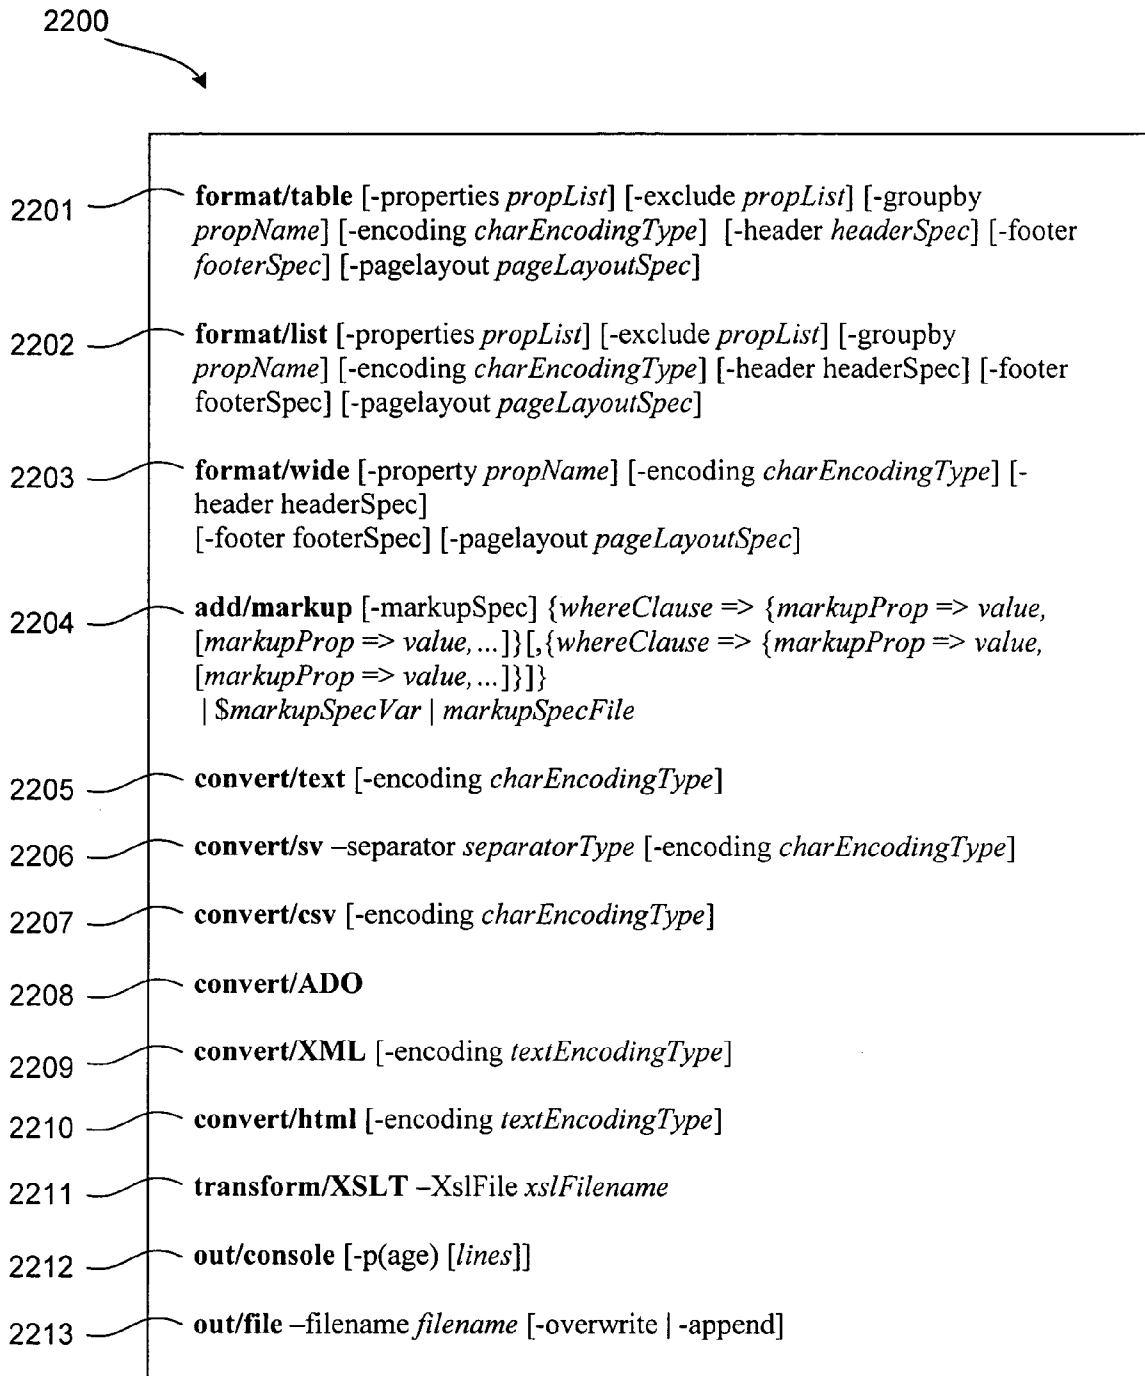 2200
2201 format/table [-properties propList] [-exclude propList] [-groupby
propName] [-encoding charEncodingType] [-header headerSpec] [-footer
footerSpec] [-pagelayout pageLayoutSpec]
2202 format/list [-properties propList] [-exclude propList] [-groupby
propName] [-encoding charEncodingType] [-header headerSpec] [-footer
footerSpec] [-pagelayout pageLayoutSpec]
2203 format/wide [-property propName] [-encoding charEncodingType] [-
header headerSpec]
[-footer footerSpec] [-pagelayout pageLayoutSpec]
2204 add/markup [-markupSpec] {whereClause => {markupProp => value,
[markupProp => value, ...]}[,{whereClause => {markupProp => value,
[markupProp => value, ...]}]}
| $markupSpecVar | markupSpecFile
2205 convert/text [-encoding charEncodingType]
2206 convert/sv –separator separatorType [-encoding charEncodingType]
2207 convert/csv [-encoding charEncodingType]
2208 convert/ADO
2209 convert/XML [-encoding textEncodingType]
2210 convert/html [-encoding textEncodingType]
2211 transform/XSLT –XslFile xslFilename
2212 out/console [-p(age) [lines]]
2213 out/file –filename filename [-overwrite | -append]